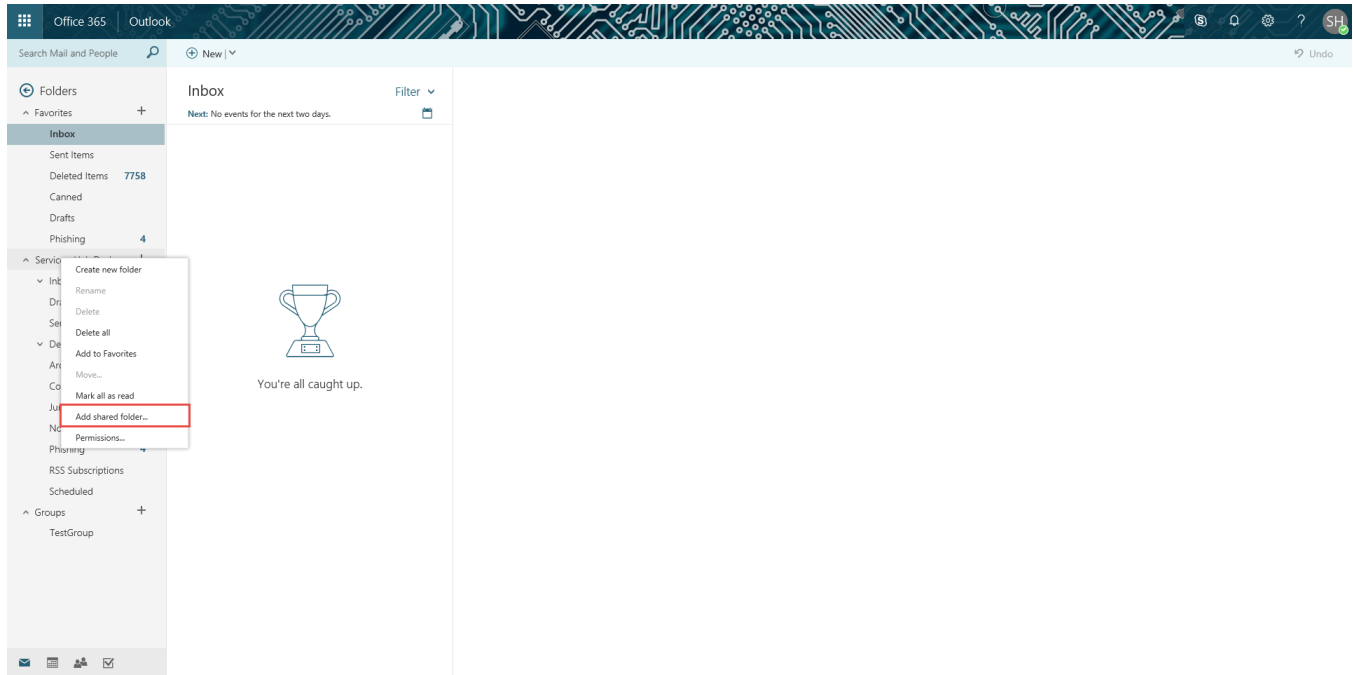 Office 365 Outlook SH
Search Mail and People New Undo
Folders
Favorites
Inbox
Sent Items
Deleted Items 7758
Canned
Drafts
Phishing 4
Create new folder
Rename
Delete
Delete all
Add to Favorites
Move...
Mark all as read
Add shared folder...
Permissions...
Phishing 4
RSS Subscriptions
Scheduled
Groups
TestGroup
Inbox Filter
Next: No events for the next two days.
You're all caught up.